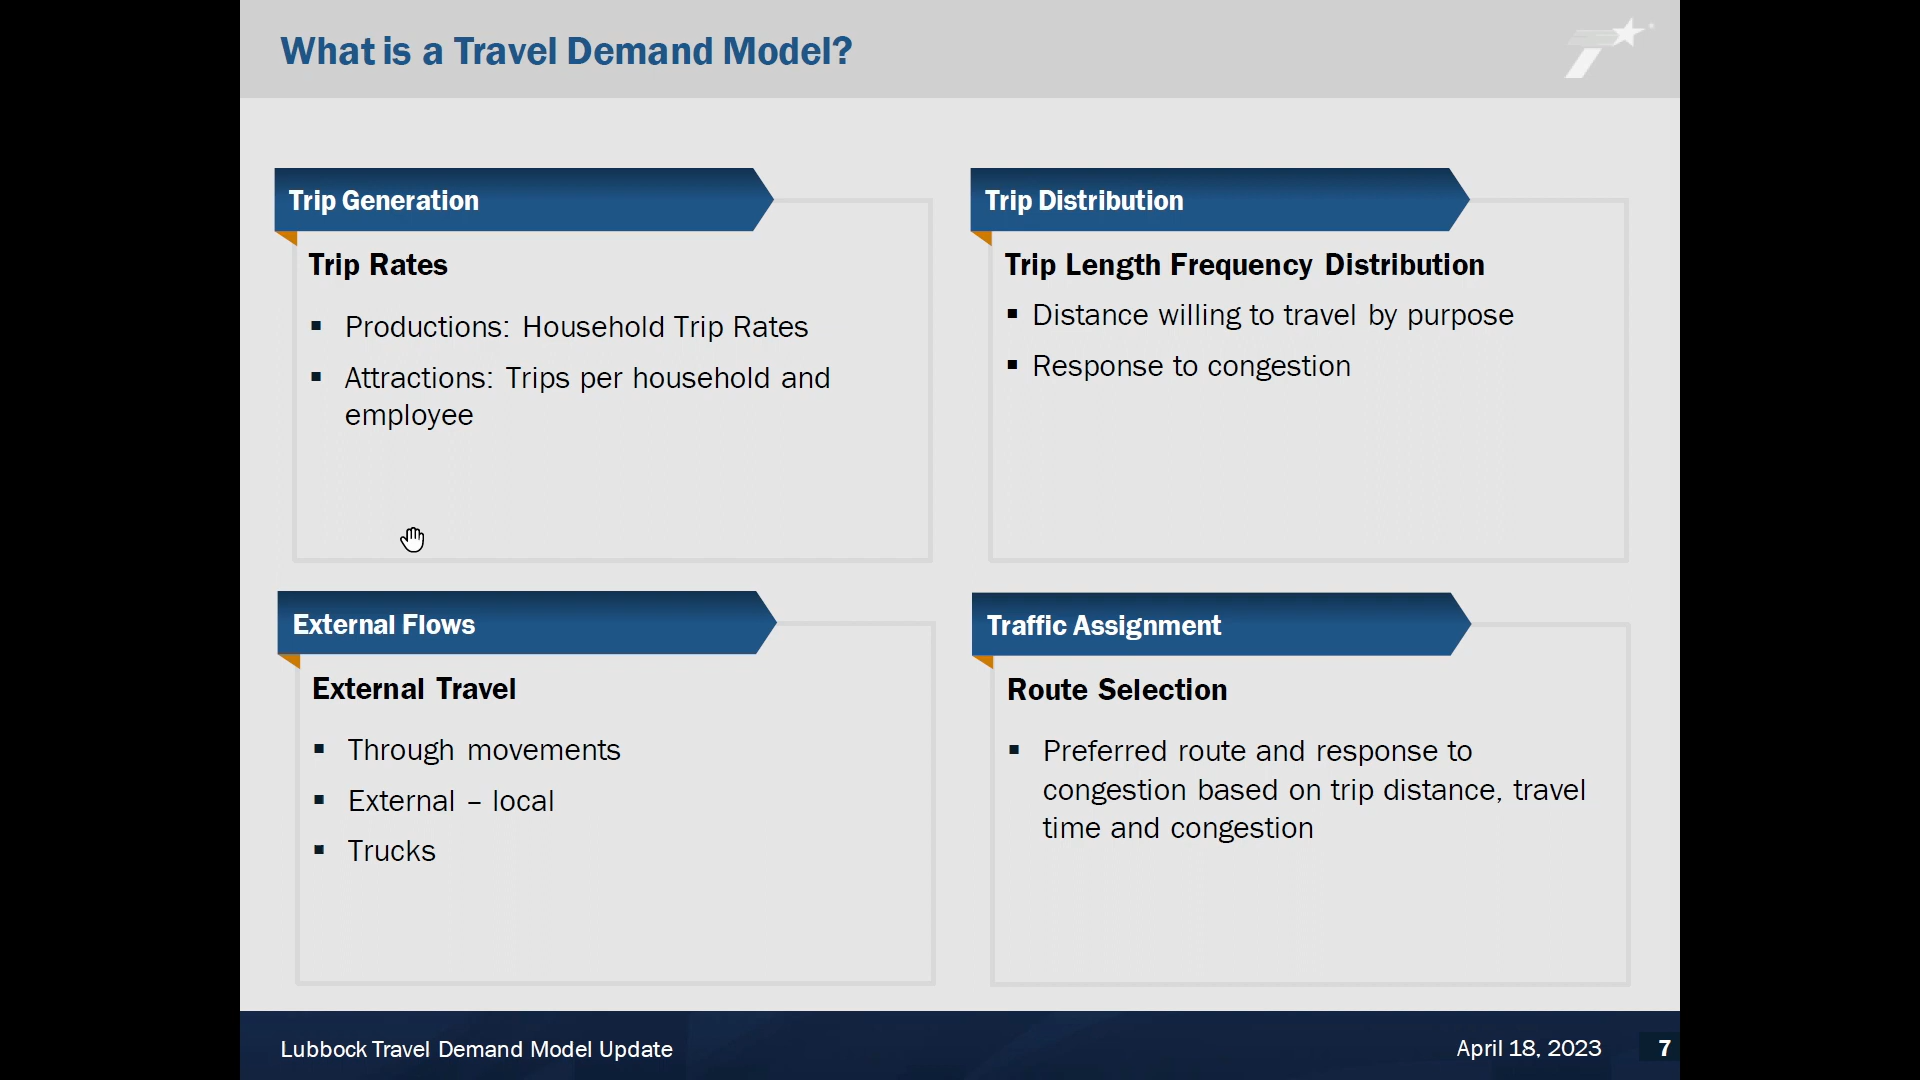 What is a Travel Demand Model?
Trip Generation
Trip Rates
▪ Productions: Household Trip Rates
▪ Attractions: Trips per household and
employee
Trip Distribution
Trip Length Frequency Distribution
▪ Distance willing to travel by purpose
▪ Response to congestion
External Flows
External Travel
▪ Through movements
▪ External – local
▪ Trucks
Traffic Assignment
Route Selection
▪ Preferred route and response to
congestion based on trip distance, travel
time and congestion
Lubbock Travel Demand Model Update
April 18, 2023
7